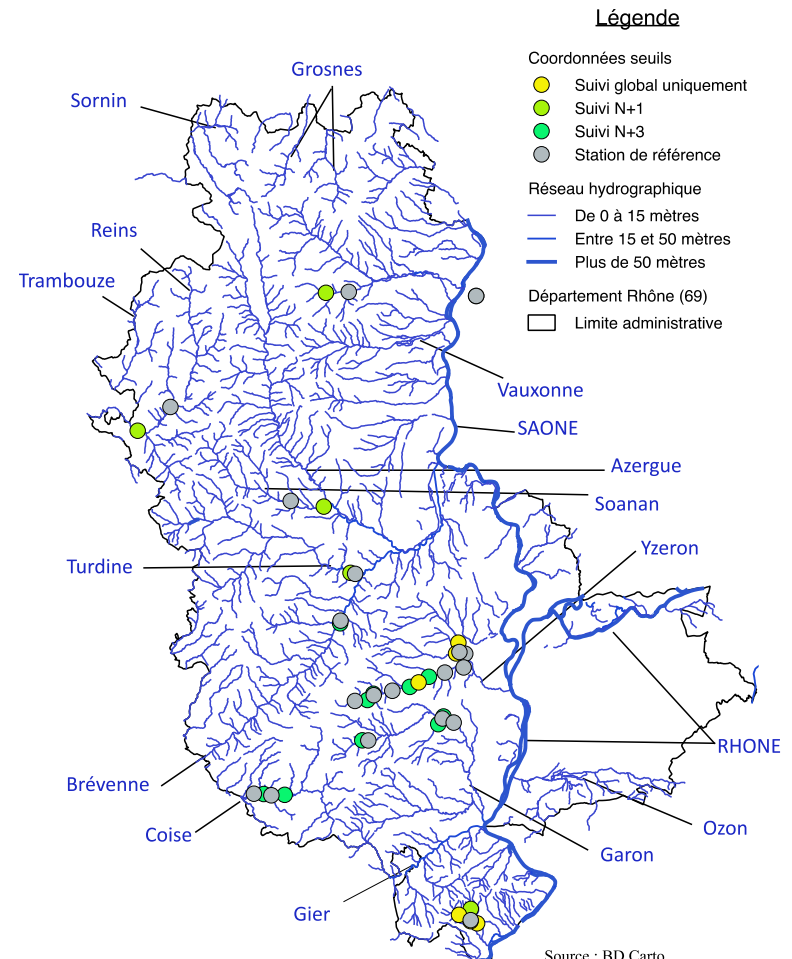 Légende
Coordonnées seuils
Suivi global uniquement
Suivi N+1
Suivi N+3
Station de référence
Réseau hydrographique
De 0 à 15 mètres
Entre 15 et 50 mètres
Plus de 50 mètres
Département Rhône (69)
Limite administrative
Grosnes
Sornin
Reins
Trambouze
Vauxonne
SAONE
Azergue
Soanan
Yzeron
Turdine
RHONE
Brévenne
Coise
Ozon
Garon
Gier
Source : BD Carto